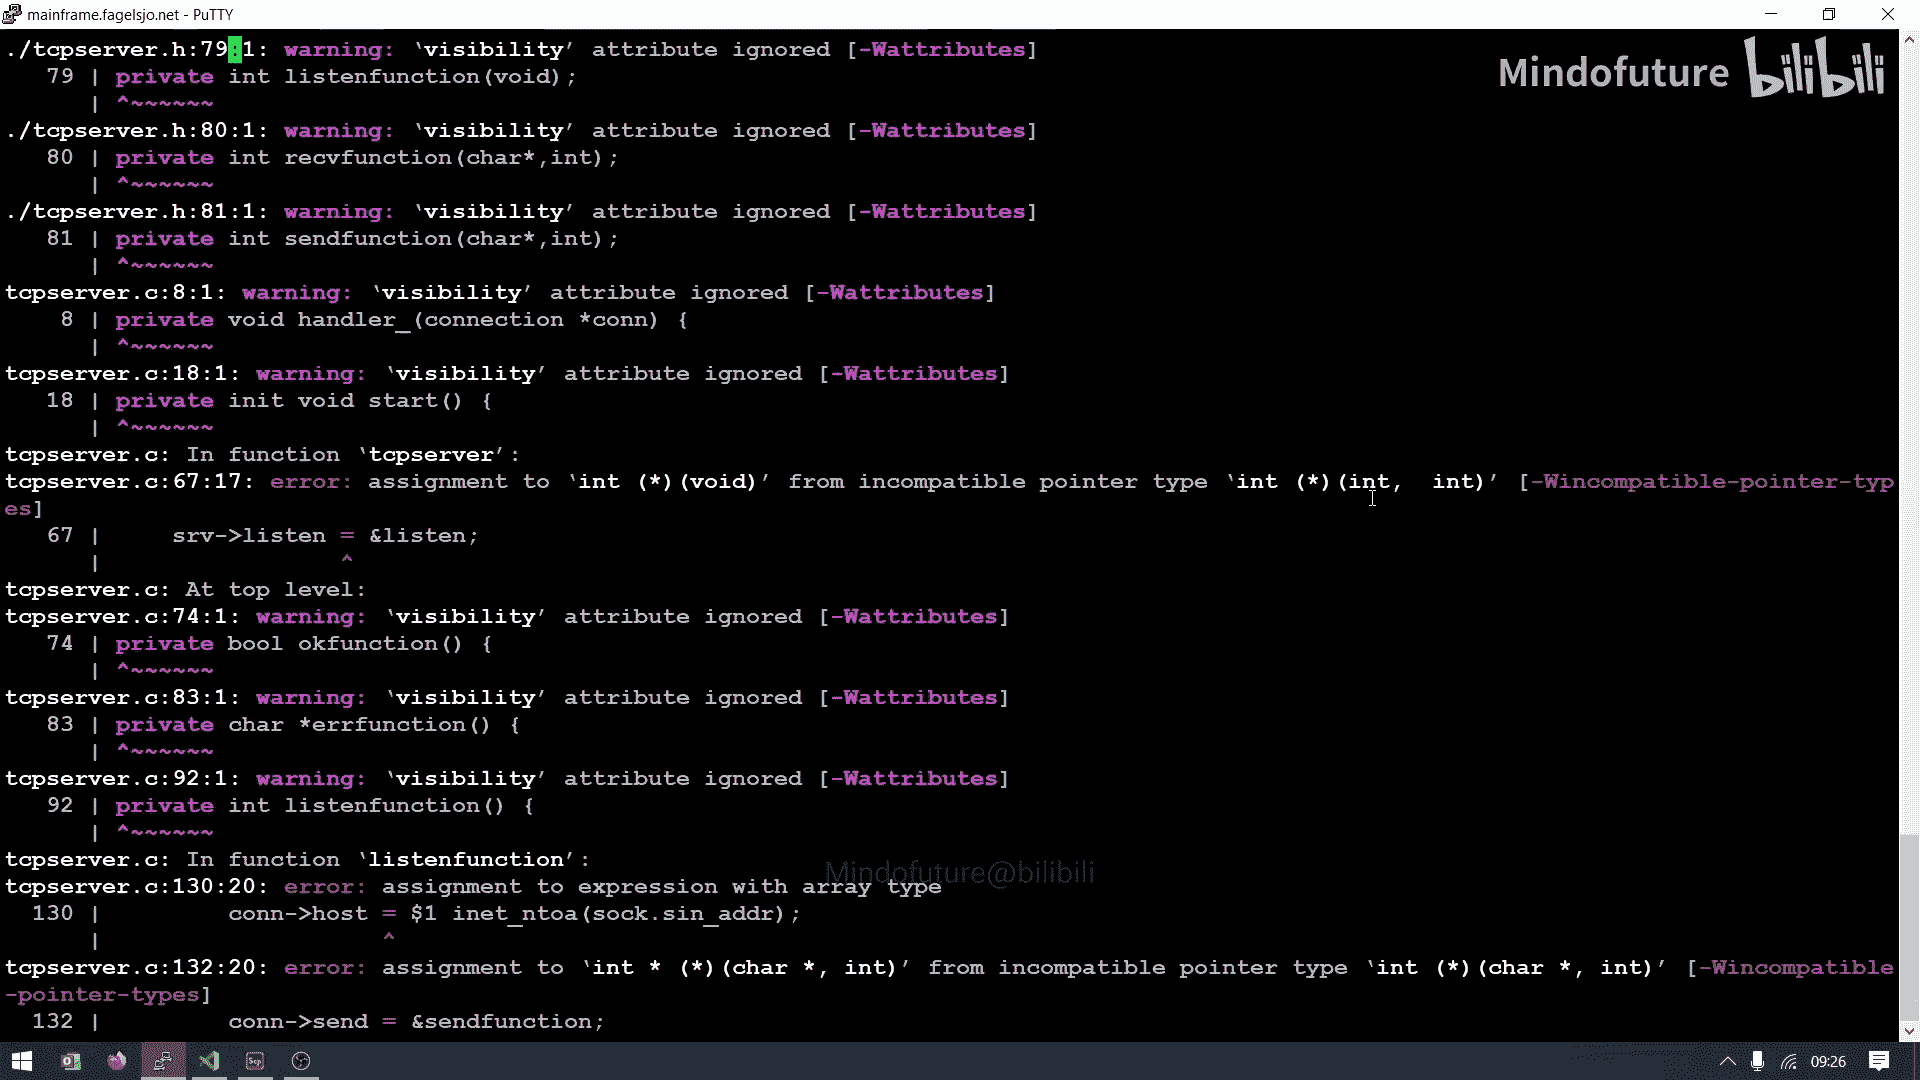 mainframe.fagelsjo.net - PuTTY
./tcpserver.h:79:1: warning: ‘visibility’ attribute ignored [-Wattributes]
79 | private int listenfunction(void);
| ^~~~~~~
./tcpserver.h:80:1: warning: ‘visibility’ attribute ignored [-Wattributes]
80 | private int recvfunction(char*,int);
| ^~~~~~~
./tcpserver.h:81:1: warning: ‘visibility’ attribute ignored [-Wattributes]
81 | private int sendfunction(char*,int);
| ^~~~~~~
tcpserver.c:8:1: warning: ‘visibility’ attribute ignored [-Wattributes]
8 | private void handler_(connection *conn) {
| ^~~~~~~
tcpserver.c:18:1: warning: ‘visibility’ attribute ignored [-Wattributes]
18 | private init void start() {
| ^~~~~~~
tcpserver.c: In function ‘tcpserver’:
tcpserver.c:67:17: error: assignment to ‘int (*)(void)’ from incompatible pointer type ‘int (*)(int,  int)’ [-Wincompatible-pointer-typ
es]
67 |     srv->listen = &listen;
|                 ^
tcpserver.c: At top level:
tcpserver.c:74:1: warning: ‘visibility’ attribute ignored [-Wattributes]
74 | private bool okfunction() {
| ^~~~~~~
tcpserver.c:83:1: warning: ‘visibility’ attribute ignored [-Wattributes]
83 | private char *errfunction() {
| ^~~~~~~
tcpserver.c:92:1: warning: ‘visibility’ attribute ignored [-Wattributes]
92 | private int listenfunction() {
| ^~~~~~~
tcpserver.c: In function ‘listenfunction’:
tcpserver.c:130:20: error: assignment to expression with array type
130 |         conn->host = $1 inet_ntoa(sock.sin_addr);
|                    ^
tcpserver.c:132:20: error: assignment to ‘int * (*)(char *, int)’ from incompatible pointer type ‘int (*)(char *, int)’ [-Wincompatible
-pointer-types]
132 |         conn->send = &sendfunction;
Mindofuture bilibili
Mindofuture@bilibili
Scp
09:26